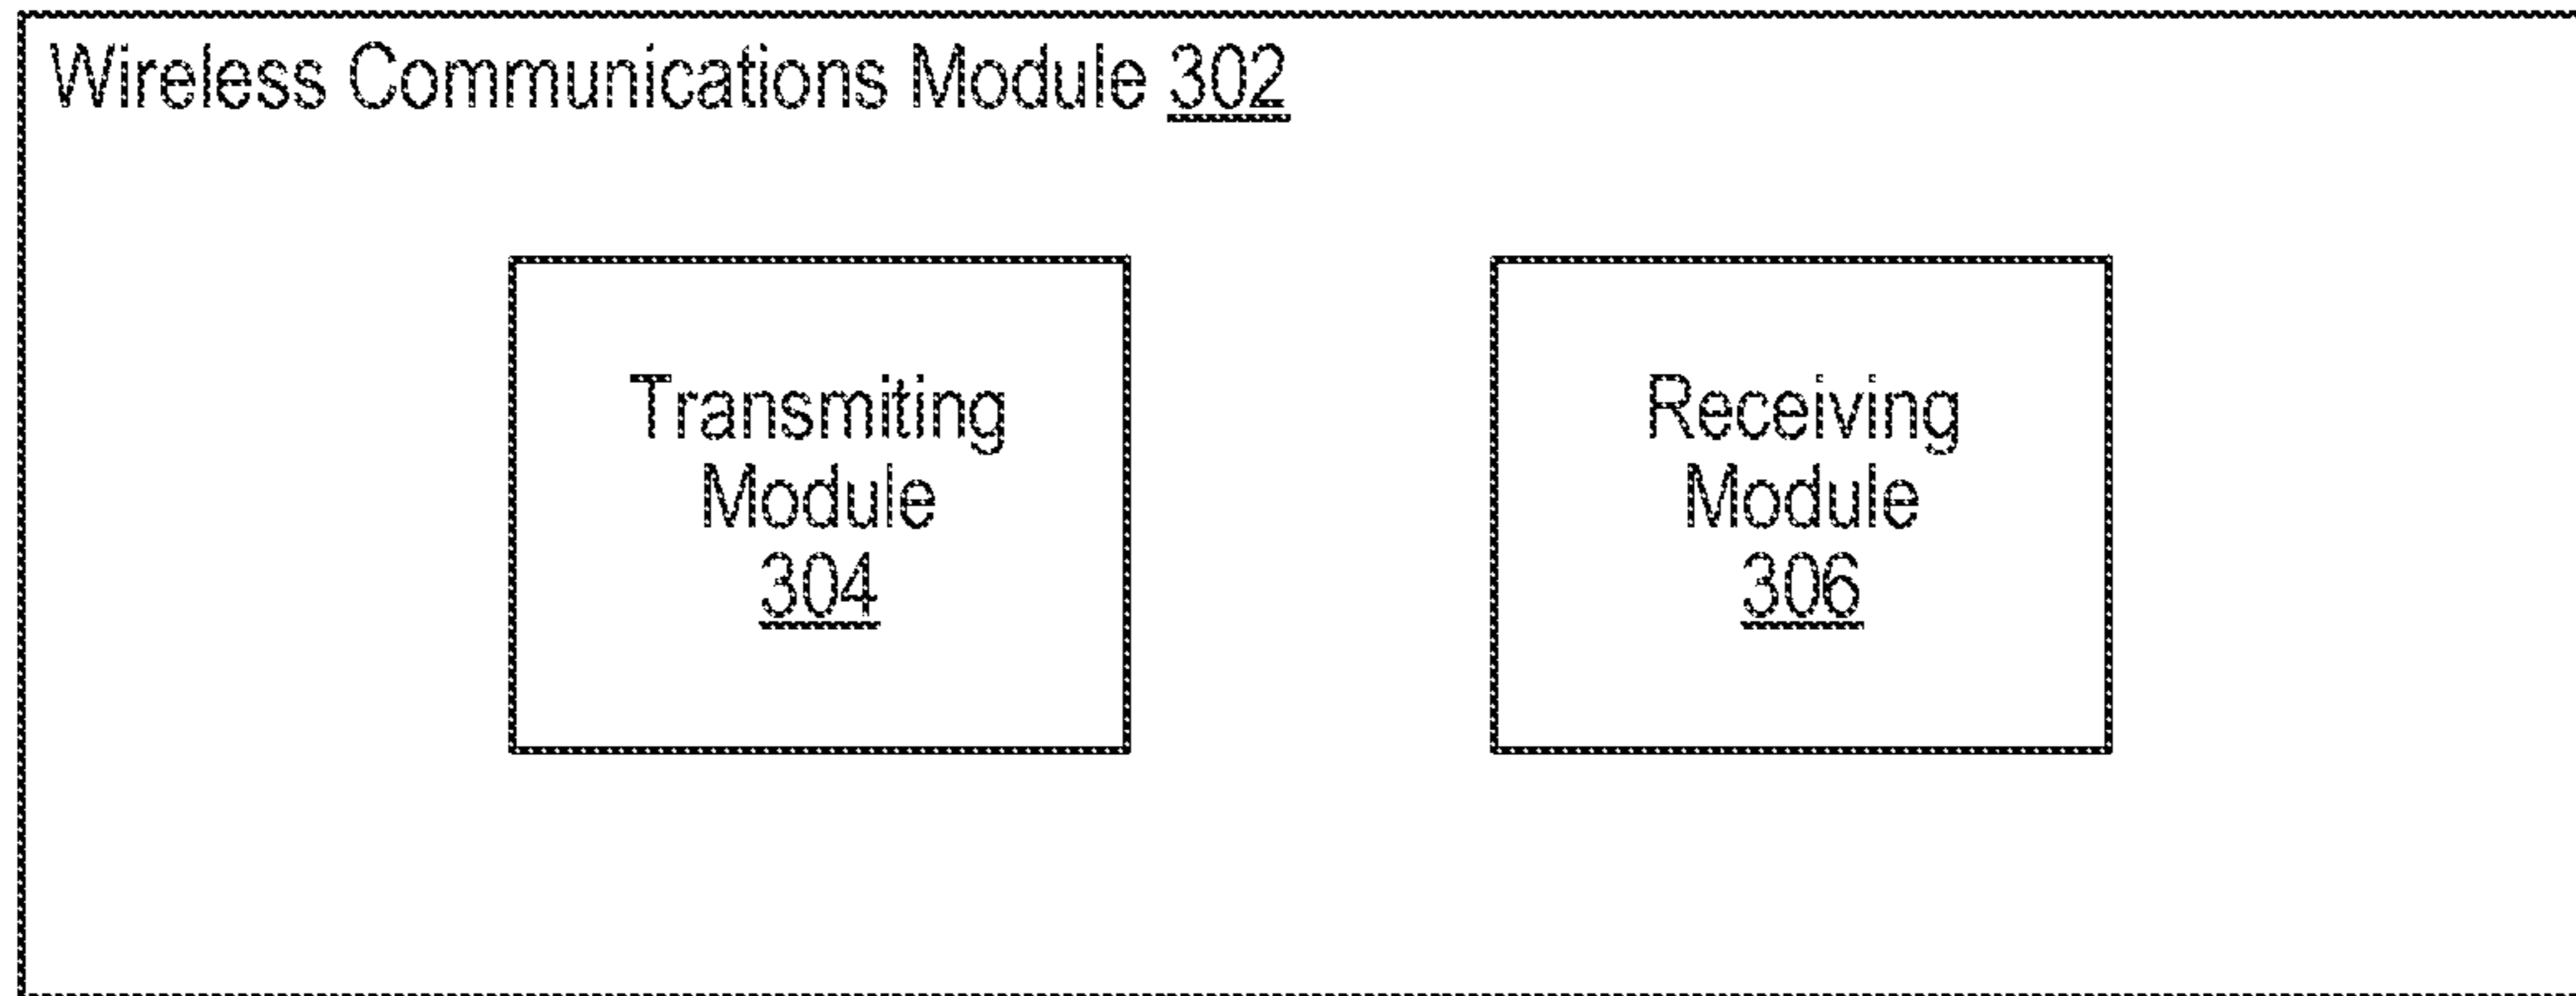 Wireless Communications Module 302
Transmiting
Module
304
Receiving
Module
306